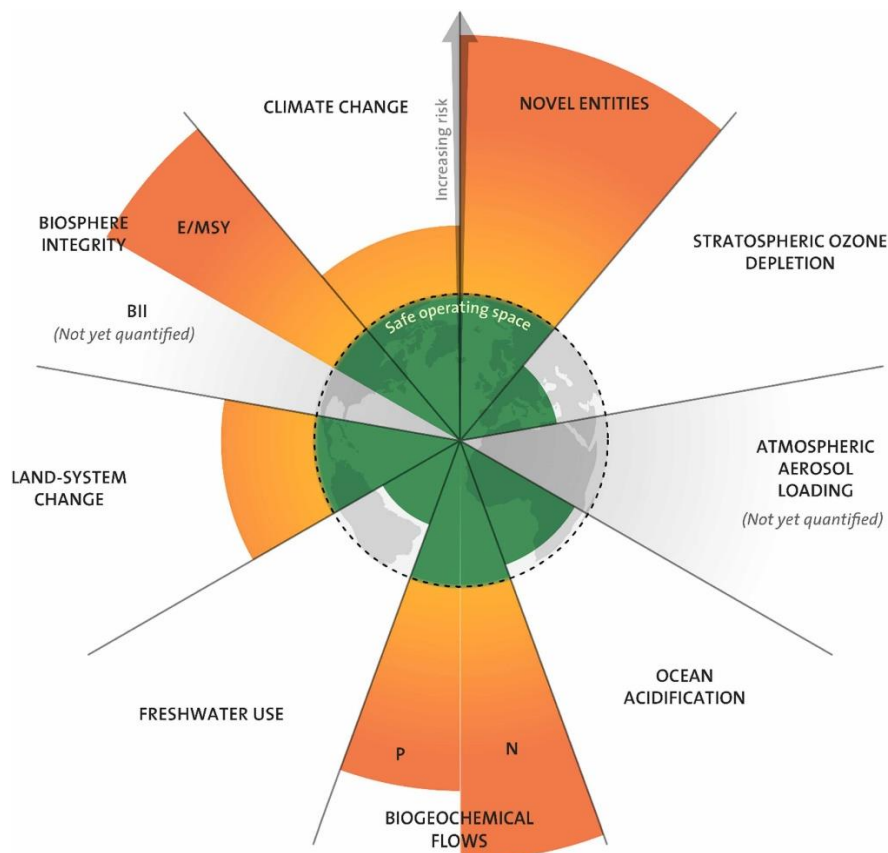 CLIMATE CHANGE
Increasing risk
NOVEL ENTITIES
BIOSPHERE
INTEGRITY
E/MSY
STRATOSPHERIC OZONE
DEPLETION
BII
(Not yet quantified)
Safe operating space
LAND-SYSTEM
CHANGE
ATMOSPHERIC
AEROSOL
LOADING
(Not yet quantified)
FRESHWATER USE
OCEAN
ACIDIFICATION
P
N
BIOGEOCHEMICAL
FLOWS